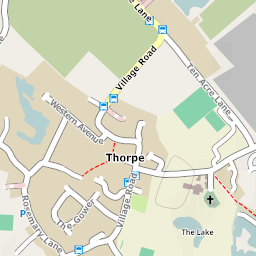 Lane
Village Road
Ten Acre Lane
Western Avenue
Thorpe
The Gower
Village Road
Rosemary Lane
The Lake
P